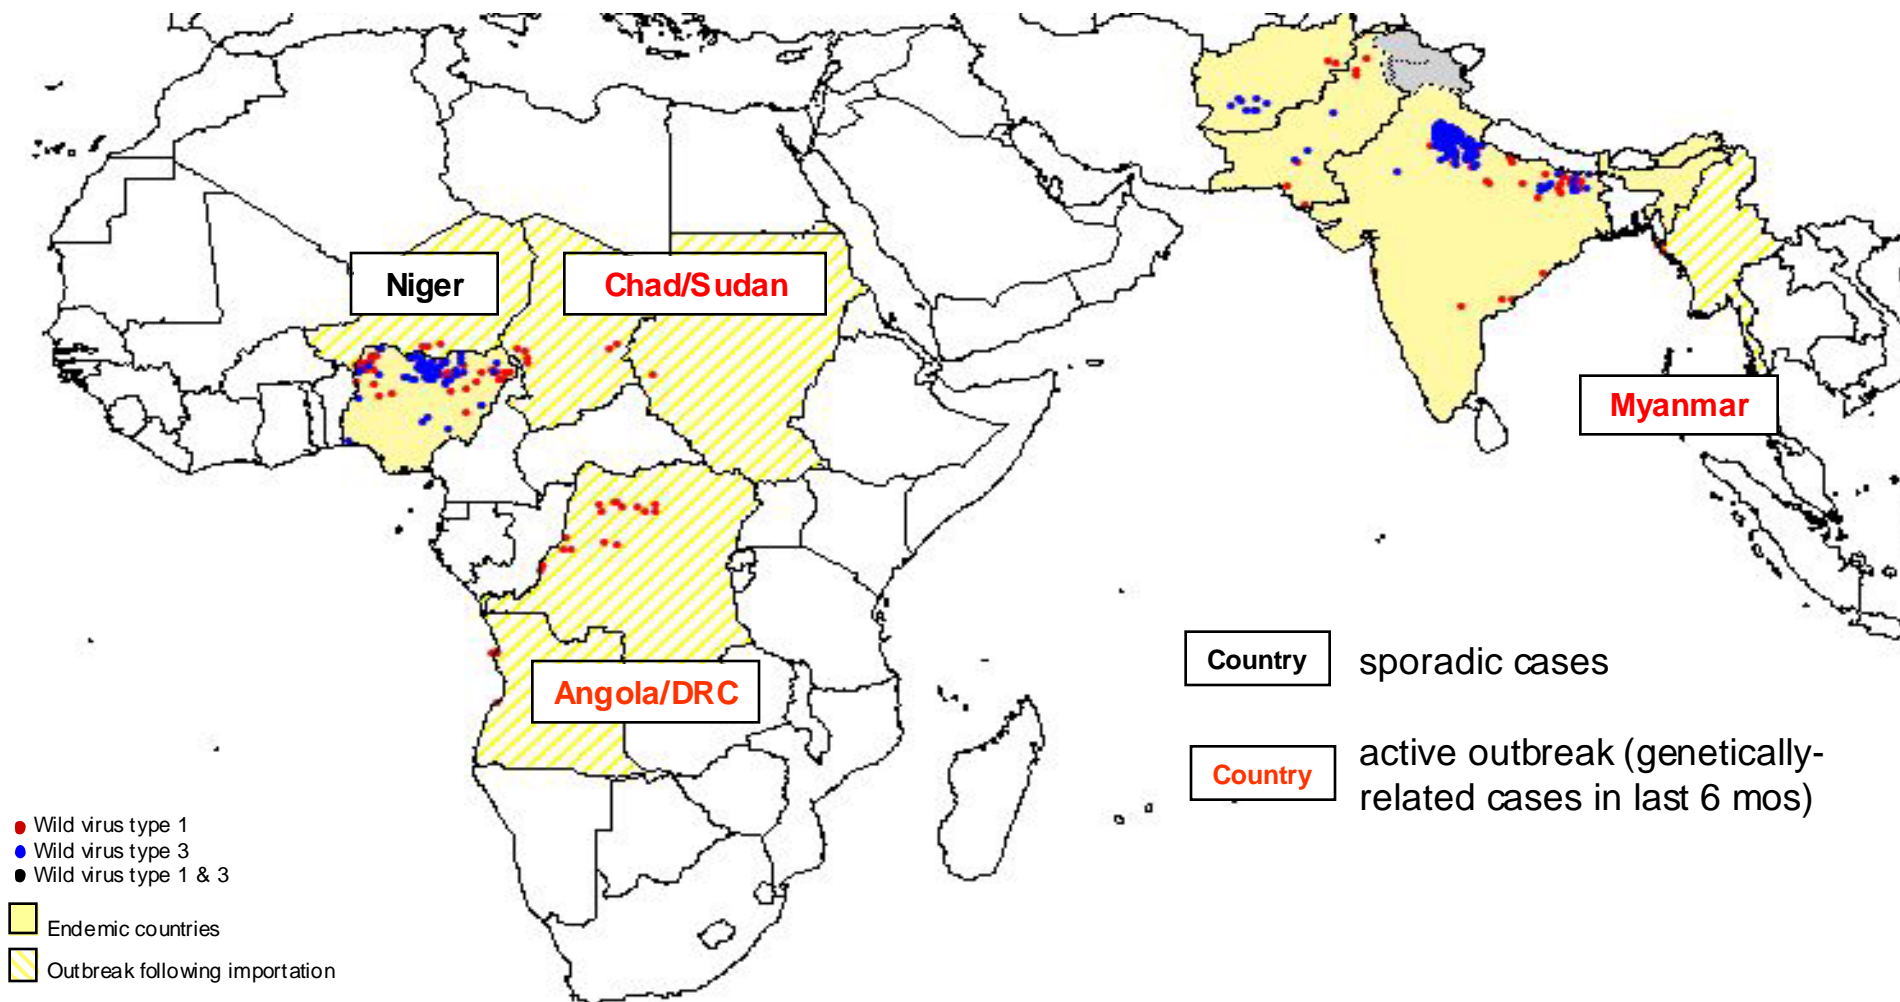 Niger
Chad/Sudan
Myanmar
Angola/DRC
Country sporadic cases
Country active outbreak (genetically-
related cases in last 6 mos)
Wild virus type 1
Wild virus type 3
Wild virus type 1 & 3
Endemic countries
Outbreak following importation